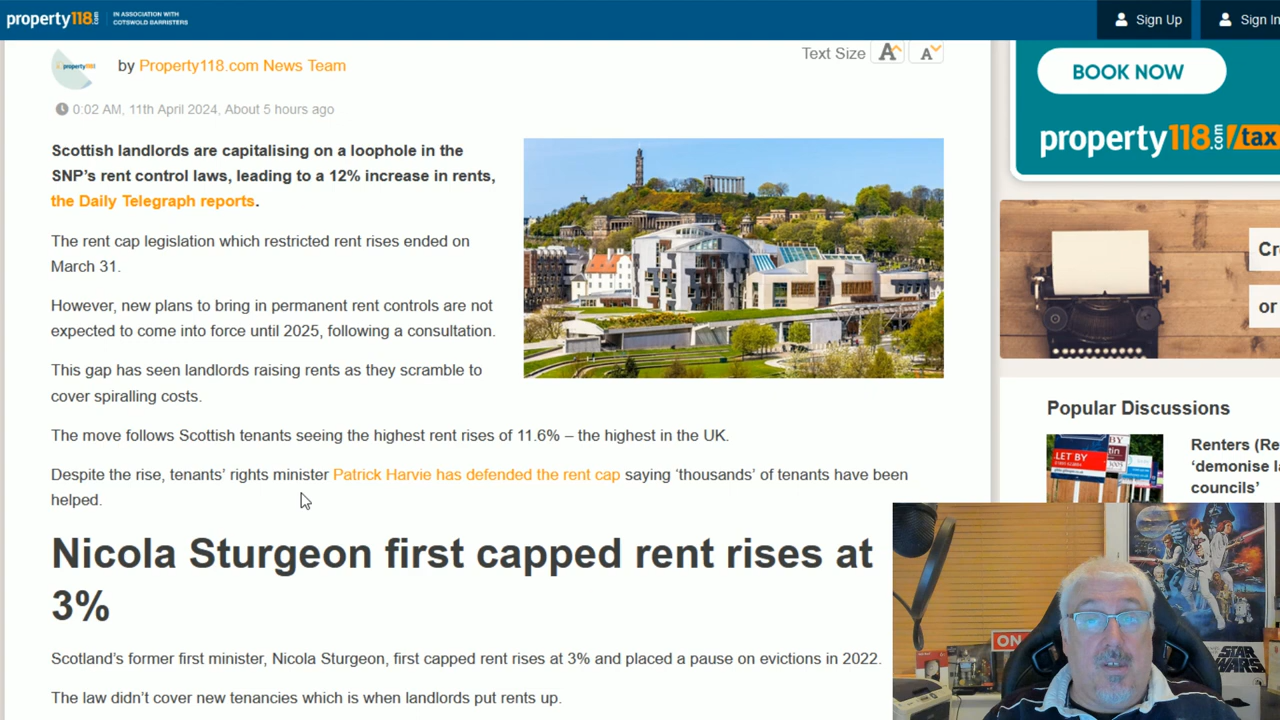 property118.com
IN ASSOCIATION WITH
COTSWOLD BARRISTERS
Sign Up
Sign In
by Property118.com News Team
Text Size A A
0:02 AM, 11th April 2024, About 5 hours ago
BOOK NOW
property118.com/tax
Scottish landlords are capitalising on a loophole in the
SNP's rent control laws, leading to a 12% increase in rents,
the Daily Telegraph reports.
The rent cap legislation which restricted rent rises ended on
March 31.
However, new plans to bring in permanent rent controls are not
expected to come into force until 2025, following a consultation.
This gap has seen landlords raising rents as they scramble to
cover spiralling costs.
The move follows Scottish tenants seeing the highest rent rises of 11.6% – the highest in the UK.
Despite the rise, tenants' rights minister Patrick Harvie has defended the rent cap saying 'thousands' of tenants have been
helped.
Nicola Sturgeon first capped rent rises at
3%
Scotland's former first minister, Nicola Sturgeon, first capped rent rises at 3% and placed a pause on evictions in 2022.
The law didn't cover new tenancies which is when landlords put rents up.
Cr
or
Popular Discussions
LET BY
Renters (Re
'demonise la
councils'
ON
STAR
WARS